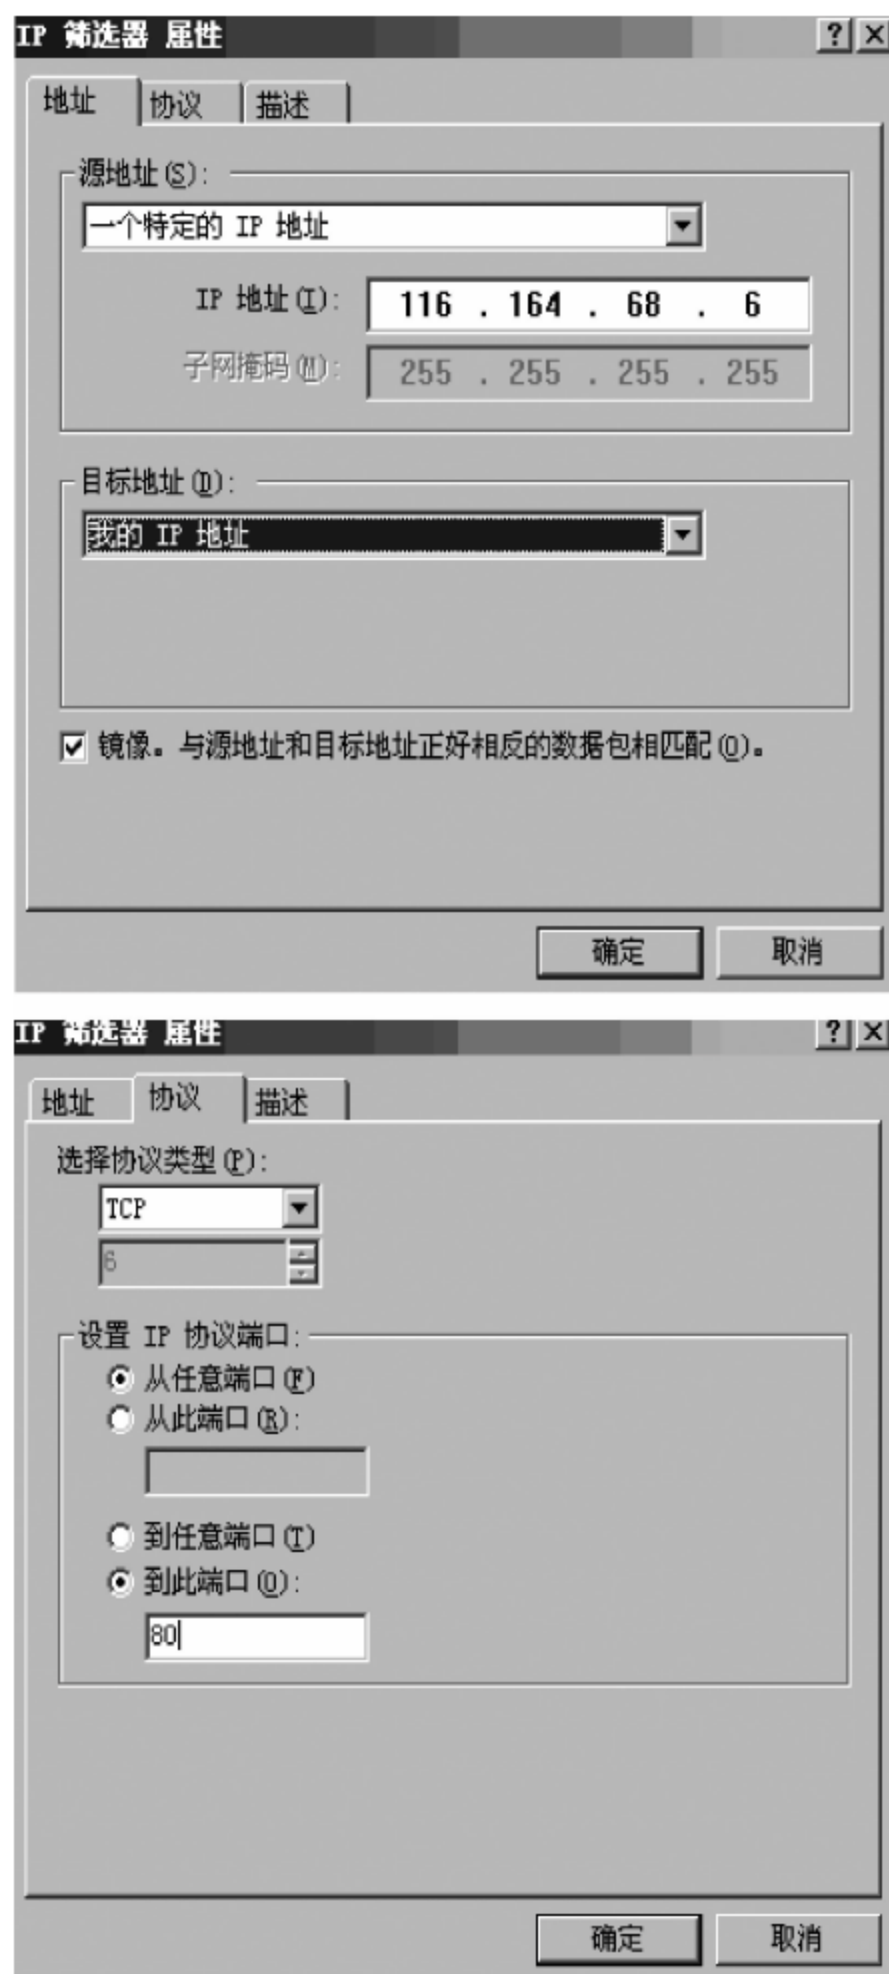 IP 筛选器 属性
地址 协议 描述
源地址(S):
一个特定的 IP 地址
IP 地址(I): 116 . 164 . 68 . 6
子网掩码(M): 255 . 255 . 255 . 255
目标地址(D):
我的 IP 地址
镜像。与源地址和目标地址正好相反的数据包相匹配(O)。
确定 取消
IP 筛选器 属性
地址 协议 描述
选择协议类型(P):
TCP
6
设置 IP 协议端口:
从任意端口(F)
从此端口(R):
到任意端口(T)
到此端口(O):
80
确定 取消